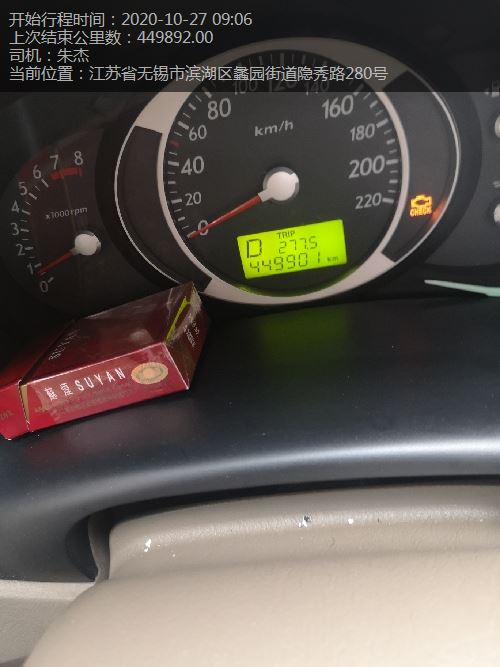 开始行程时间：2020-10-27 09:06
上次结束公里数：449892.00
司机：朱杰
当前位置：江苏省无锡市滨湖区蠡园街道隐秀路280号
80 100 120 140 160
60 km/h 180
40 200
20 220
0
5 6 7 8
4
3 x1000 rpm
2
1
0
CHECK
TRIP
D 277.5
449901 km
SUYAN